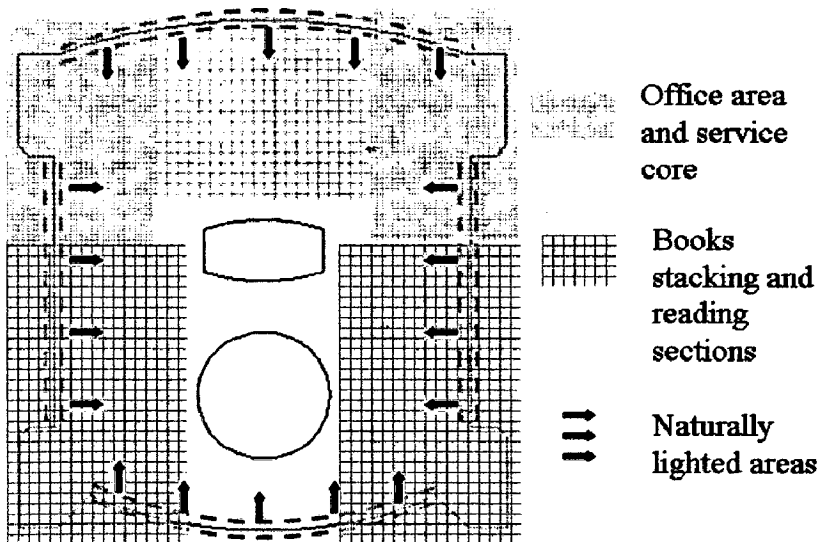 Office area
and service
core
Books
stacking and
reading
sections
Naturally
lighted areas